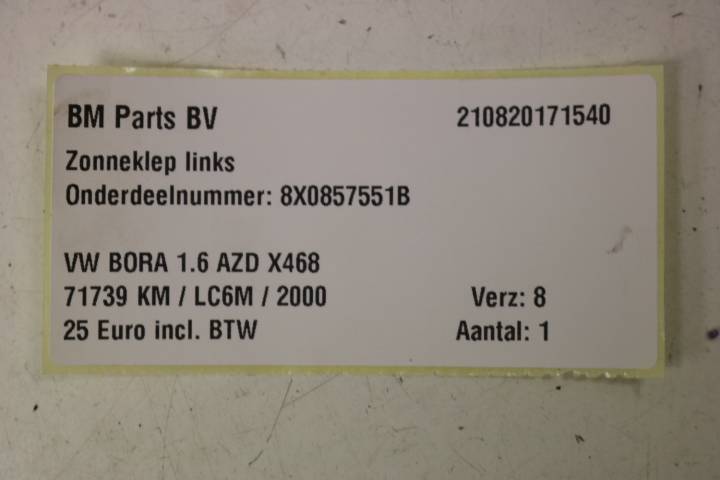 BM Parts BV 210820171540
Zonneklep links
Onderdeelnummer: 8X0857551B
VW BORA 1.6 AZD X468
71739 KM / LC6M / 2000 Verz: 8
25 Euro incl. BTW Aantal: 1